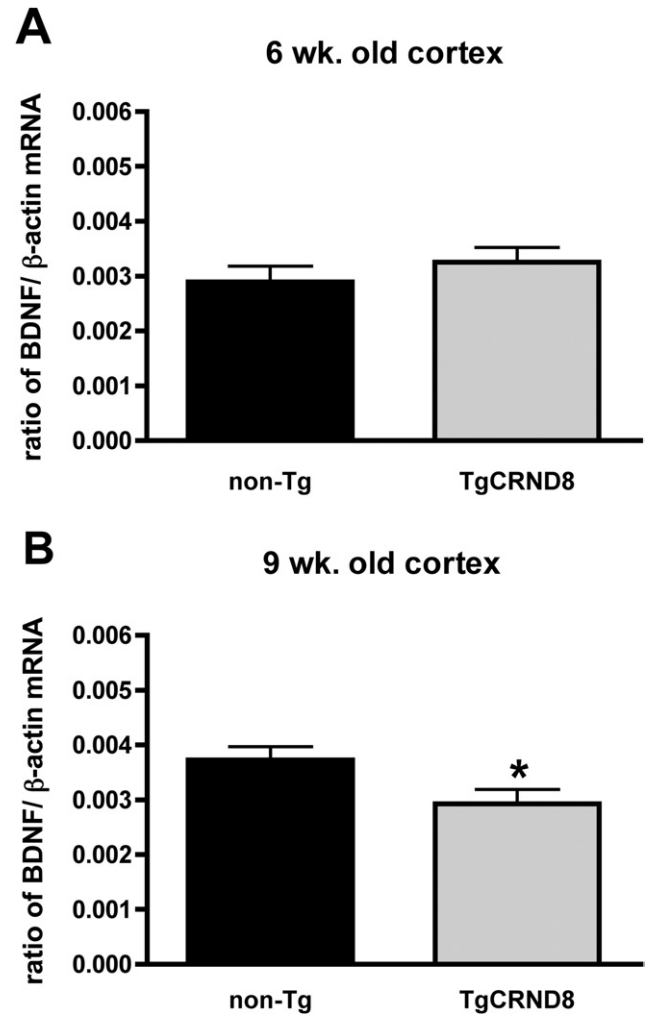 A
6 wk. old cortex
ratio of BDNF/ β-actin mRNA
0.006
0.005
0.004
0.003
0.002
0.001
0.000
non-Tg TgCRND8
B
9 wk. old cortex
ratio of BDNF/ β-actin mRNA
0.006
0.005
0.004
0.003
0.002
0.001
0.000
*
non-Tg TgCRND8